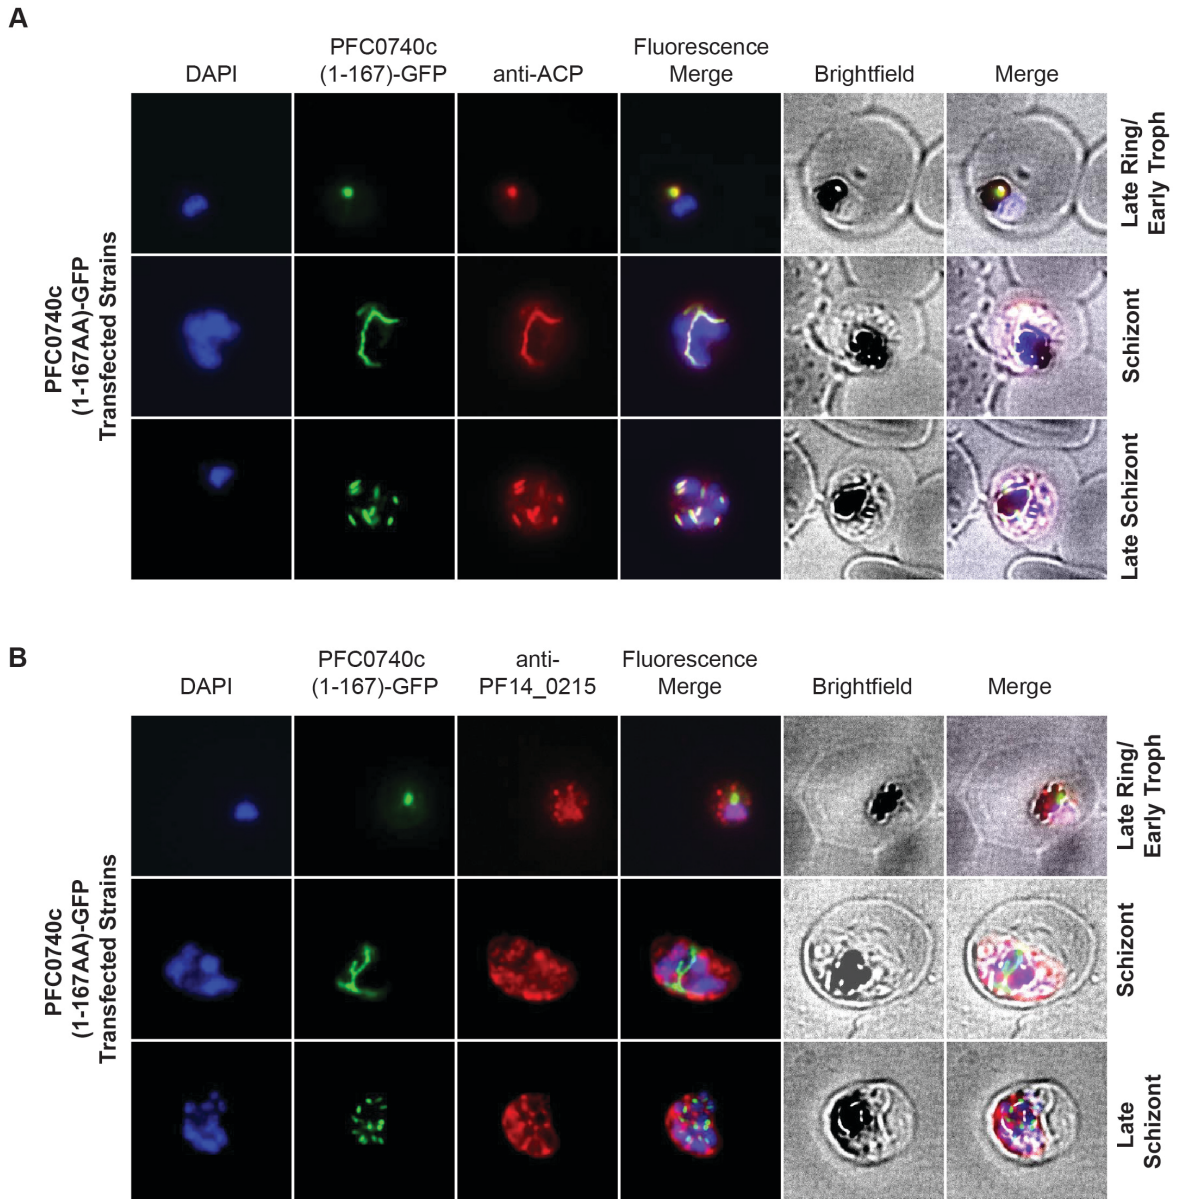 A
DAPI
PFC0740c
(1-167)-GFP
anti-ACP
Fluorescence
Merge
Brightfield
Merge
PFC0740c
(1-167AA)-GFP
Transfected Strains
Late Ring/
Early Troph
Schizont
Late Schizont
B
DAPI
PFC0740c
(1-167)-GFP
anti-
PF14_0215
Fluorescence
Merge
Brightfield
Merge
PFC0740c
(1-167AA)-GFP
Transfected Strains
Late Ring/
Early Troph
Schizont
Late
Schizont